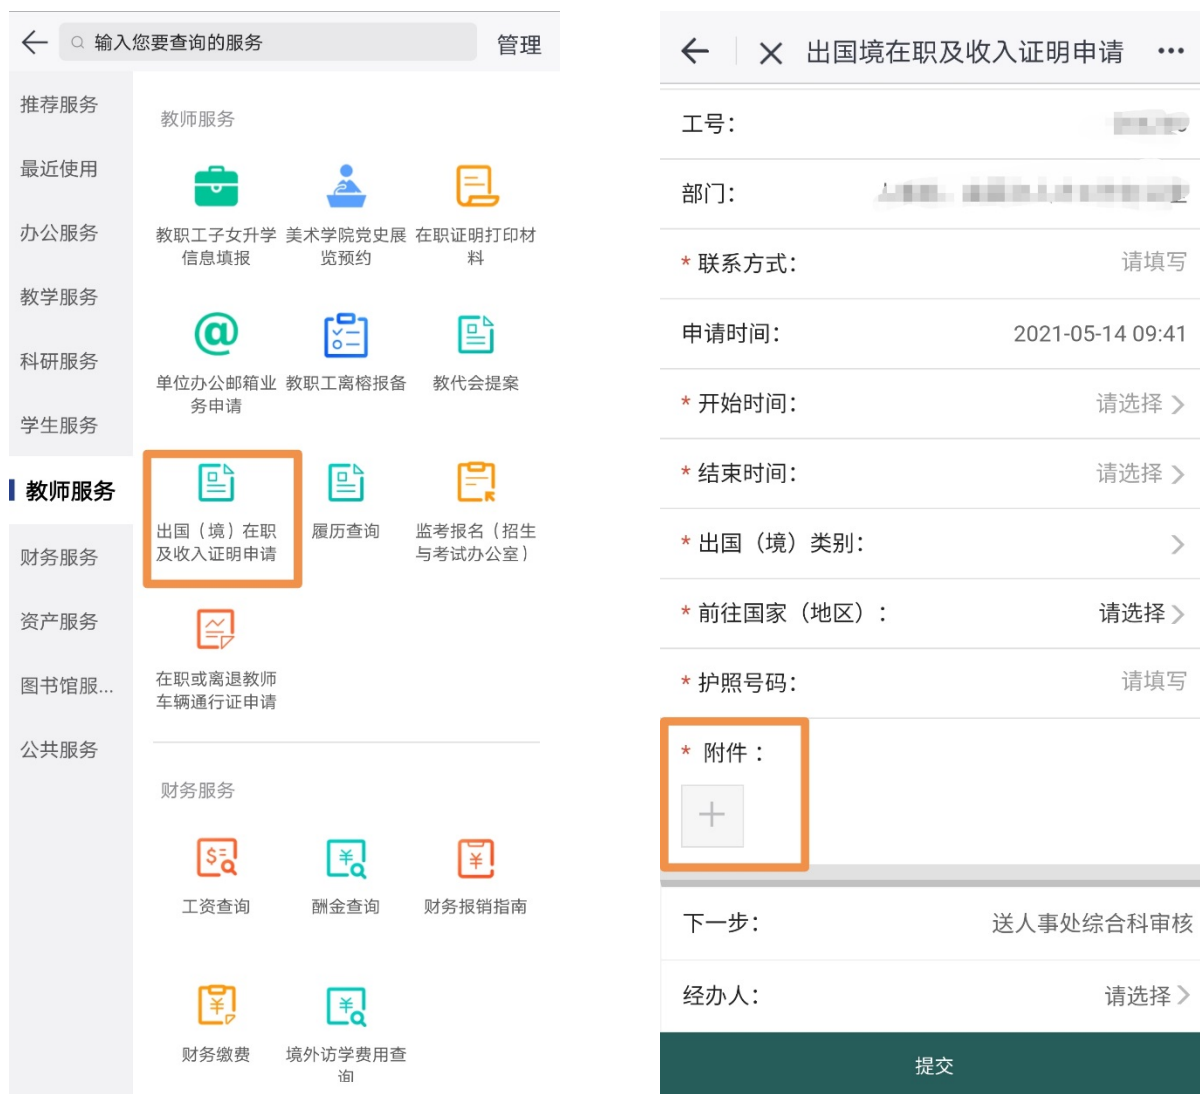 输入您要查询的服务
管理
推荐服务
最近使用
办公服务
教学服务
科研服务
学生服务
教师服务
财务服务
资产服务
图书馆服...
公共服务
教师服务
教职工子女升学
信息填报
美术学院党史展
览预约
在职证明打印材
料
单位办公邮箱业
务申请
教职工离榕报备
教代会提案
出国（境）在职
及收入证明申请
履历查询
监考报名（招生
与考试办公室）
在职或离退教师
车辆通行证申请
财务服务
工资查询
酬金查询
财务报销指南
财务缴费
境外访学费用查
询
出国境在职及收入证明申请
工号：
部门：
* 联系方式： 请填写
申请时间： 2021-05-14 09:41
* 开始时间： 请选择
* 结束时间： 请选择
* 出国（境）类别：
* 前往国家（地区）： 请选择
* 护照号码： 请填写
* 附件：
下一步： 送人事处综合科审核
经办人： 请选择
提交